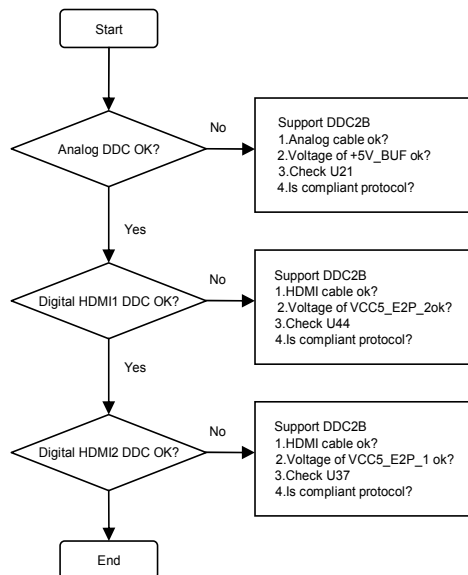 Start
Analog DDC OK?
No
Support DDC2B
1.Analog cable ok?
2.Voltage of +5V_BUF ok?
3.Check U21
4.Is compliant protocol?
Yes
Digital HDMI1 DDC OK?
No
Support DDC2B
1.HDMI cable ok?
2.Voltage of VCC5_E2P_2ok?
3.Check U44
4.Is compliant protocol?
Yes
Digital HDMI2 DDC OK?
No
Support DDC2B
1.HDMI cable ok?
2.Voltage of VCC5_E2P_1 ok?
3.Check U37
4.Is compliant protocol?
End